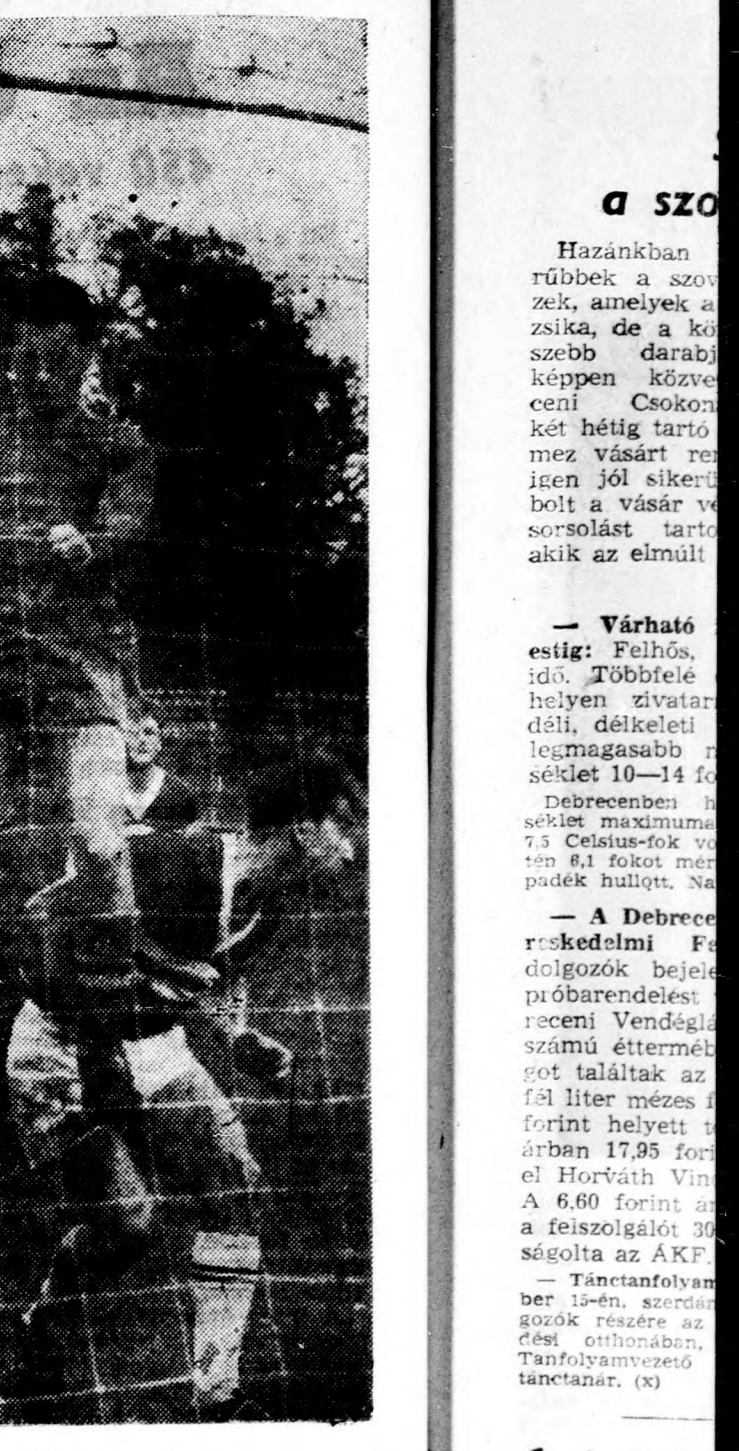 a szo
Hazánkban
rűbbek a szov
zek, amelyek a
zsika, de a kö
szebb darabj
képpen közve
ceni Csokon
két hétig tartó
mez vásárt re
igen jól sikerü
bolt a vásár vé
sorsolást tarto
akik az elmúlt
— Várható
estig: Felhős,
idő. Többfelé
helyen zivatar
déli, délkeleti
legmagasabb
séklet 10—14 fo
Debrecenben h
séklet maximuma
7,5 Celsius-fok vo
tén 6,1 fokot mér
padék hullott. Na
— A Debrece
reskedelmi Fe
dolgozók bejele
próbarendelést
receni Vendéglá
számú étterméb
got találtak az
fél liter mézes f
forint helyett t
árban 17,95 fori
el Horváth Vin
A 6,60 forint ár
a felszolgálót 30
ságolta az ÁKF.
— Tánctanfolyam
ber 15-én, szerdán
gozók részére az
dési otthonában,
Tanfolyamvezető
tánctanár. (x)